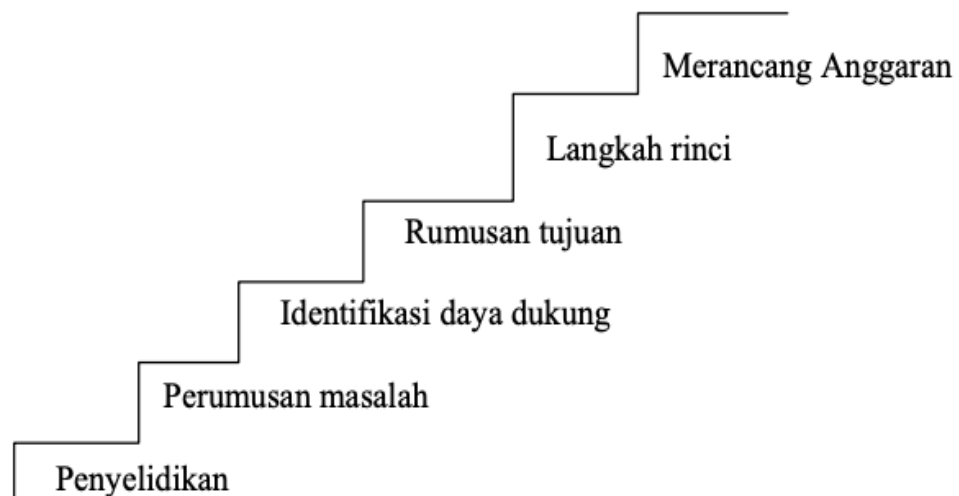 Merancang Anggaran
Langkah rinci
Rumusan tujuan
Identifikasi daya dukung
Perumusan masalah
Penyelidikan